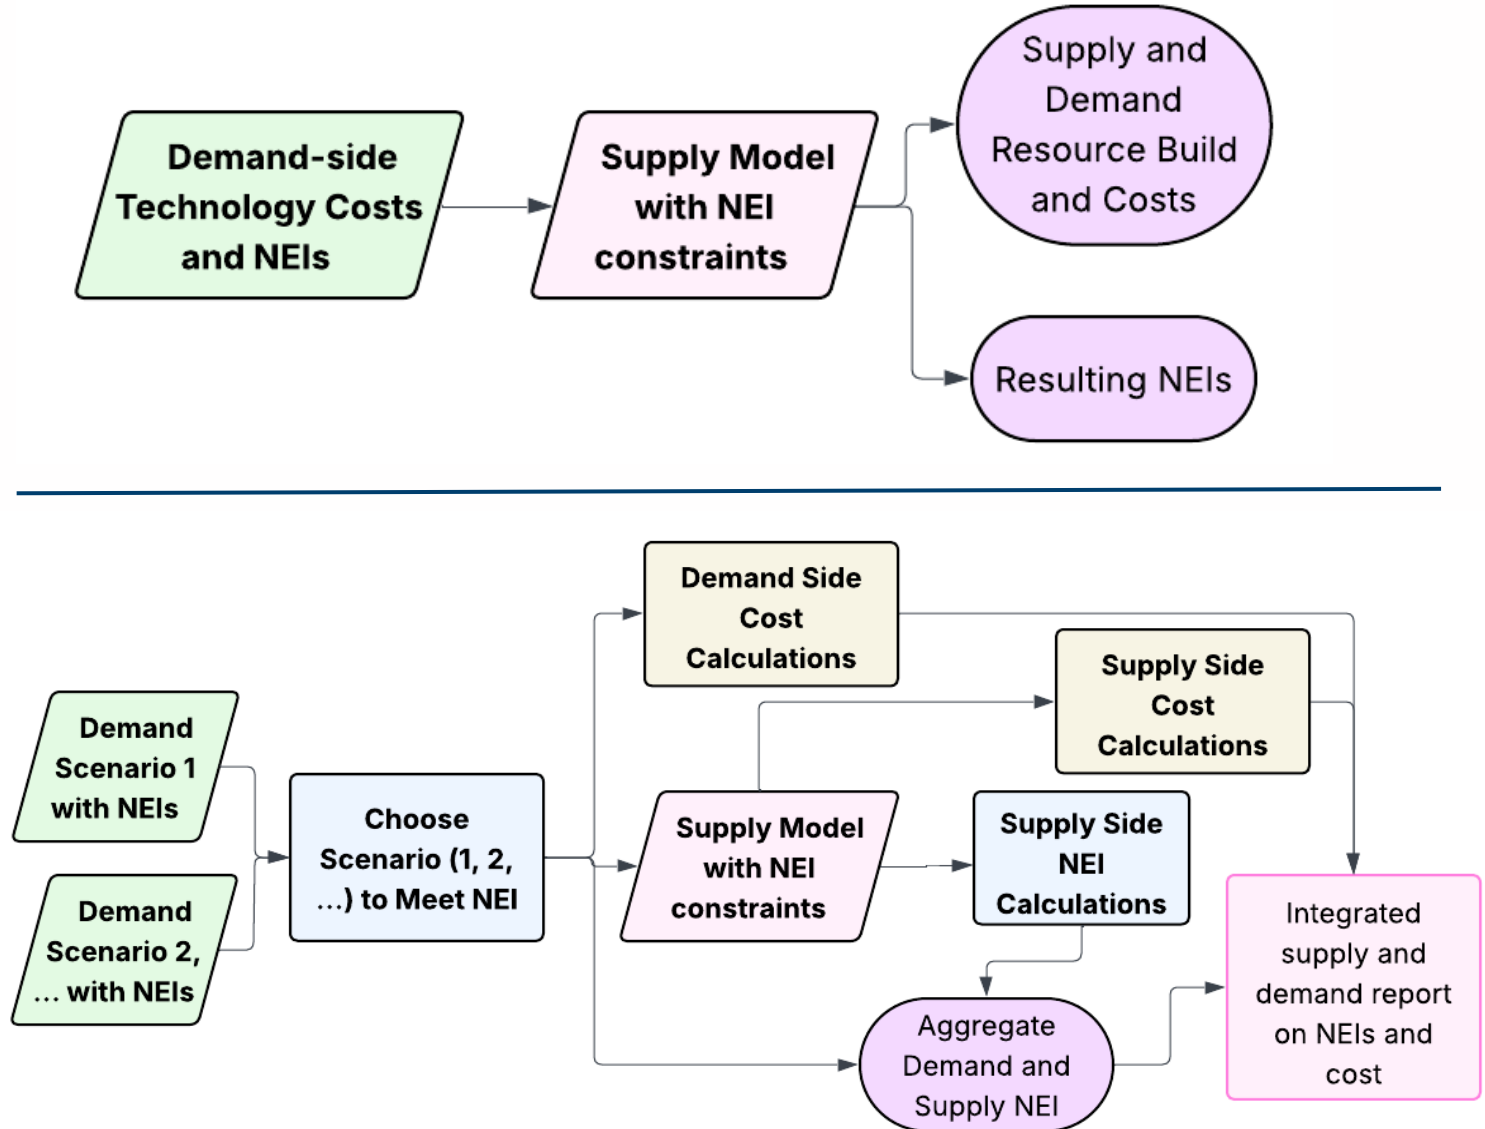 Demand-side
Technology Costs
and NEIs
Supply Model
with NEI
constraints
Supply and
Demand
Resource Build
and Costs
Resulting NEIs
Demand
Scenario 1
with NEIs
Demand
Scenario 2,
... with NEIs
Choose
Scenario (1, 2,
...) to Meet NEI
Demand Side
Cost
Calculations
Supply Side
Cost
Calculations
Supply Model
with NEI
constraints
Supply Side
NEI
Calculations
Aggregate
Demand and
Supply NEI
Integrated
supply and
demand report
on NEIs and
cost